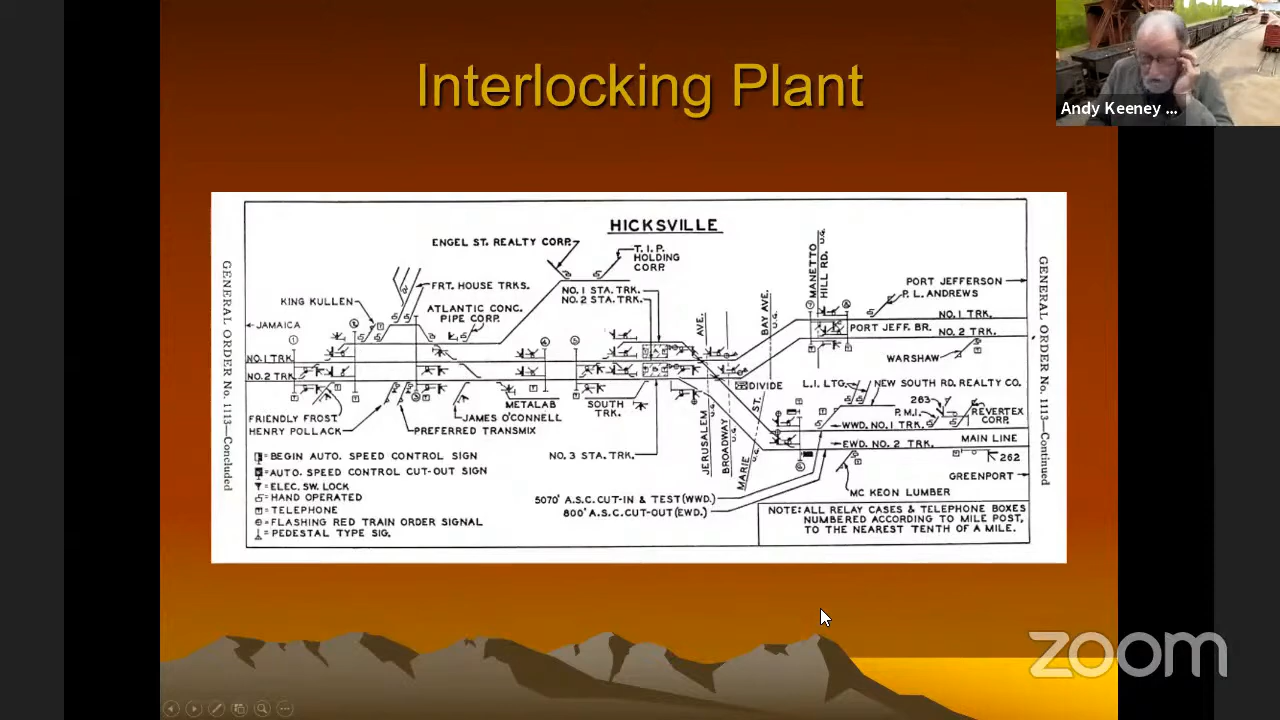 Interlocking Plant
Andy Keeney ...
HICKSVILLE
ENGEL ST. REALTY CORP.
T. I. P.
HOLDING
CORP.
FRT. HOUSE TRKS.
NO. 1 STA. TRK.
NO. 2 STA. TRK.
KING KULLEN
ATLANTIC CONC.
PIPE CORP.
JAMAICA
NO. 1 TRK.
NO. 2 TRK.
FRIENDLY FROST.
HENRY POLLACK
METALAB
JAMES O'CONNELL
PREFERRED TRANSMIX
SOUTH
TRK.
NO. 3 STA. TRK.
AVE.
JERUSALEM
U.G.
BROADWAY
U.G.
MARIE ST.
U.G.
BAY AVE.
U.G.
MANETTO
HILL RD. U.G.
DIVIDE
PORT JEFFERSON
P. L. ANDREWS
NO. 1 TRK.
PORT JEFF. BR.
NO. 2 TRK.
WARSHAW
L.I. LTG.
NEW SOUTH RD. REALTY CO.
263
P.M.I.
REVERTEX
CORP.
WWD. NO. 1 TRK.
EWD. NO. 2 TRK.
MAIN LINE
262
GREENPORT
MC KEON LUMBER
5070' A.S.C. CUT-IN & TEST (WWD.)
800' A.S.C. CUT-OUT (EWD.)
= BEGIN AUTO. SPEED CONTROL SIGN
= AUTO. SPEED CONTROL CUT-OUT SIGN
= ELEC. SW. LOCK
= HAND OPERATED
= TELEPHONE
= FLASHING RED TRAIN ORDER SIGNAL
= PEDESTAL TYPE SIG.
NOTE: ALL RELAY CASES & TELEPHONE BOXES
NUMBERED ACCORDING TO MILE POST,
TO THE NEAREST TENTH OF A MILE.
GENERAL ORDER No. 1113—Concluded
GENERAL ORDER No. 1113—Continued
zoom